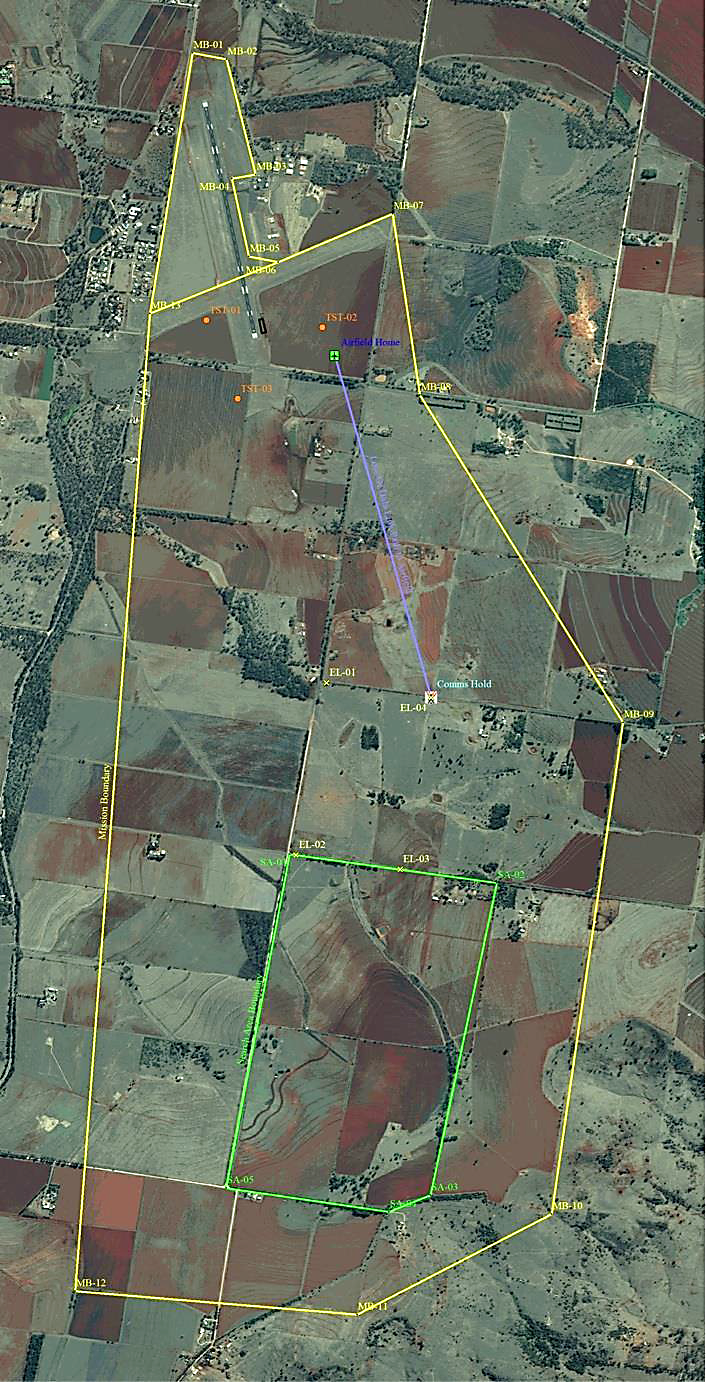 MB-01
MB-02
MB-03
MB-04
MB-07
MB-05
MB-06
MB-13
TST-01
TST-02
Airfield Home
MB-08
TST-03
EL-01
Comms Hold
EL-04
MB-09
Mission Boundary
EL-02
SA-01
EL-03
SA-02
Search Area Boundary
SA-05
SA-03
SA-04
MB-10
MB-12
MB-11